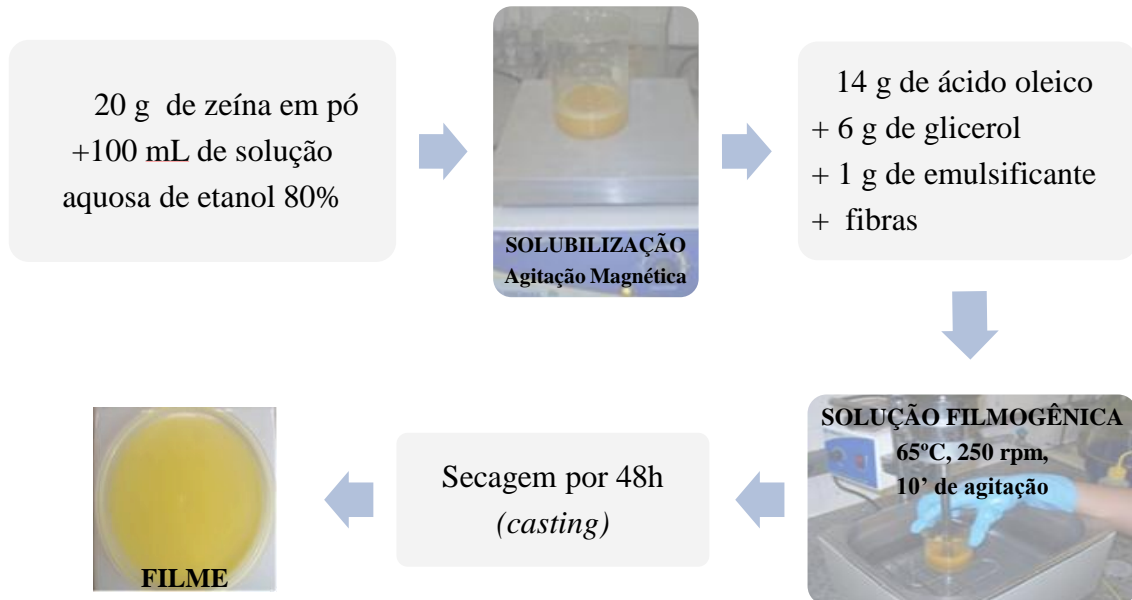 20 g de zeína em pó
+100 mL de solução
aquosa de etanol 80%
SOLUBILIZAÇÃO
Agitação Magnética
14 g de ácido oleico
+ 6 g de glicerol
+ 1 g de emulsificante
+ fibras
SOLUÇÃO FILMOGÊNICA
65ºC, 250 rpm,
10’ de agitação
Secagem por 48h
(casting)
FILME